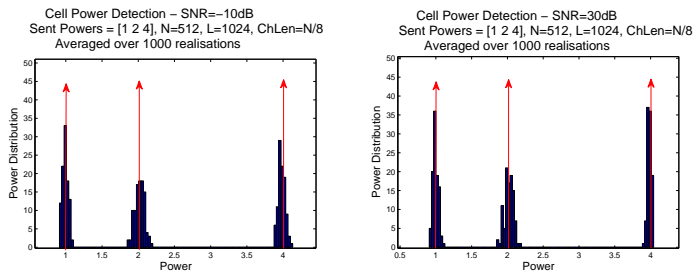 Cell Power Detection − SNR=−10dB
Sent Powers = [1 2 4], N=512, L=1024, ChLen=N/8
Averaged over 1000 realisations
50
45
40
35
30
25
20
15
10
5
0
Power Distribution
1 1.5 2 2.5 3 3.5 4
Power
Cell Power Detection − SNR=30dB
Sent Powers = [1 2 4], N=512, L=1024, ChLen=N/8
Averaged over 1000 realisations
50
45
40
35
30
25
20
15
10
5
0
Power Distribution
0.5 1 1.5 2 2.5 3 3.5 4
Power